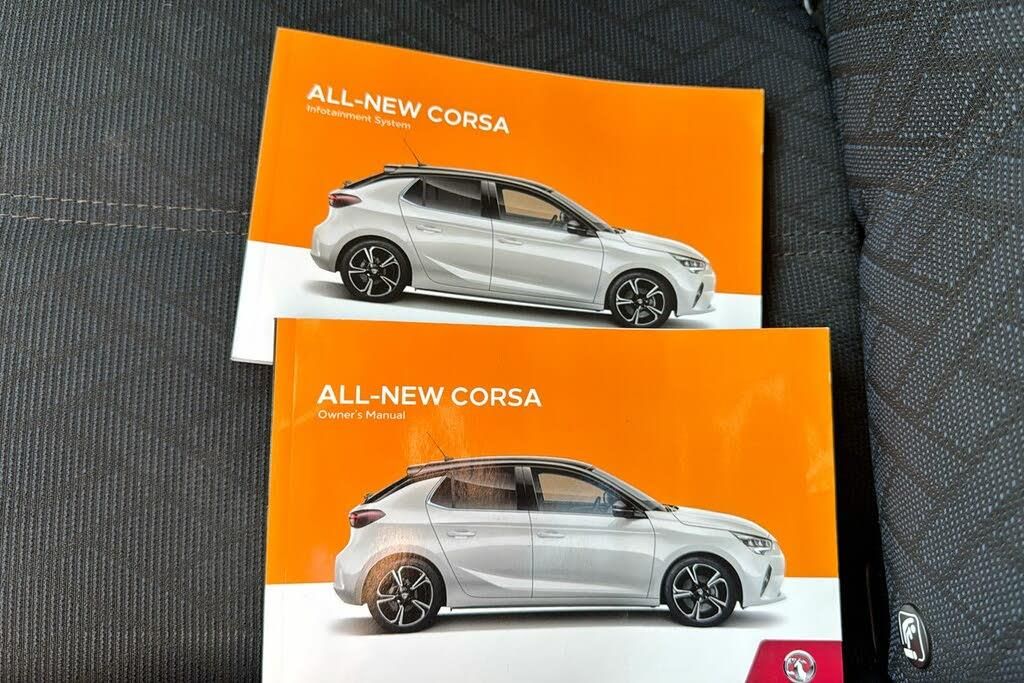 ALL-NEW CORSA
Infotainment System
ALL-NEW CORSA
Owner's Manual